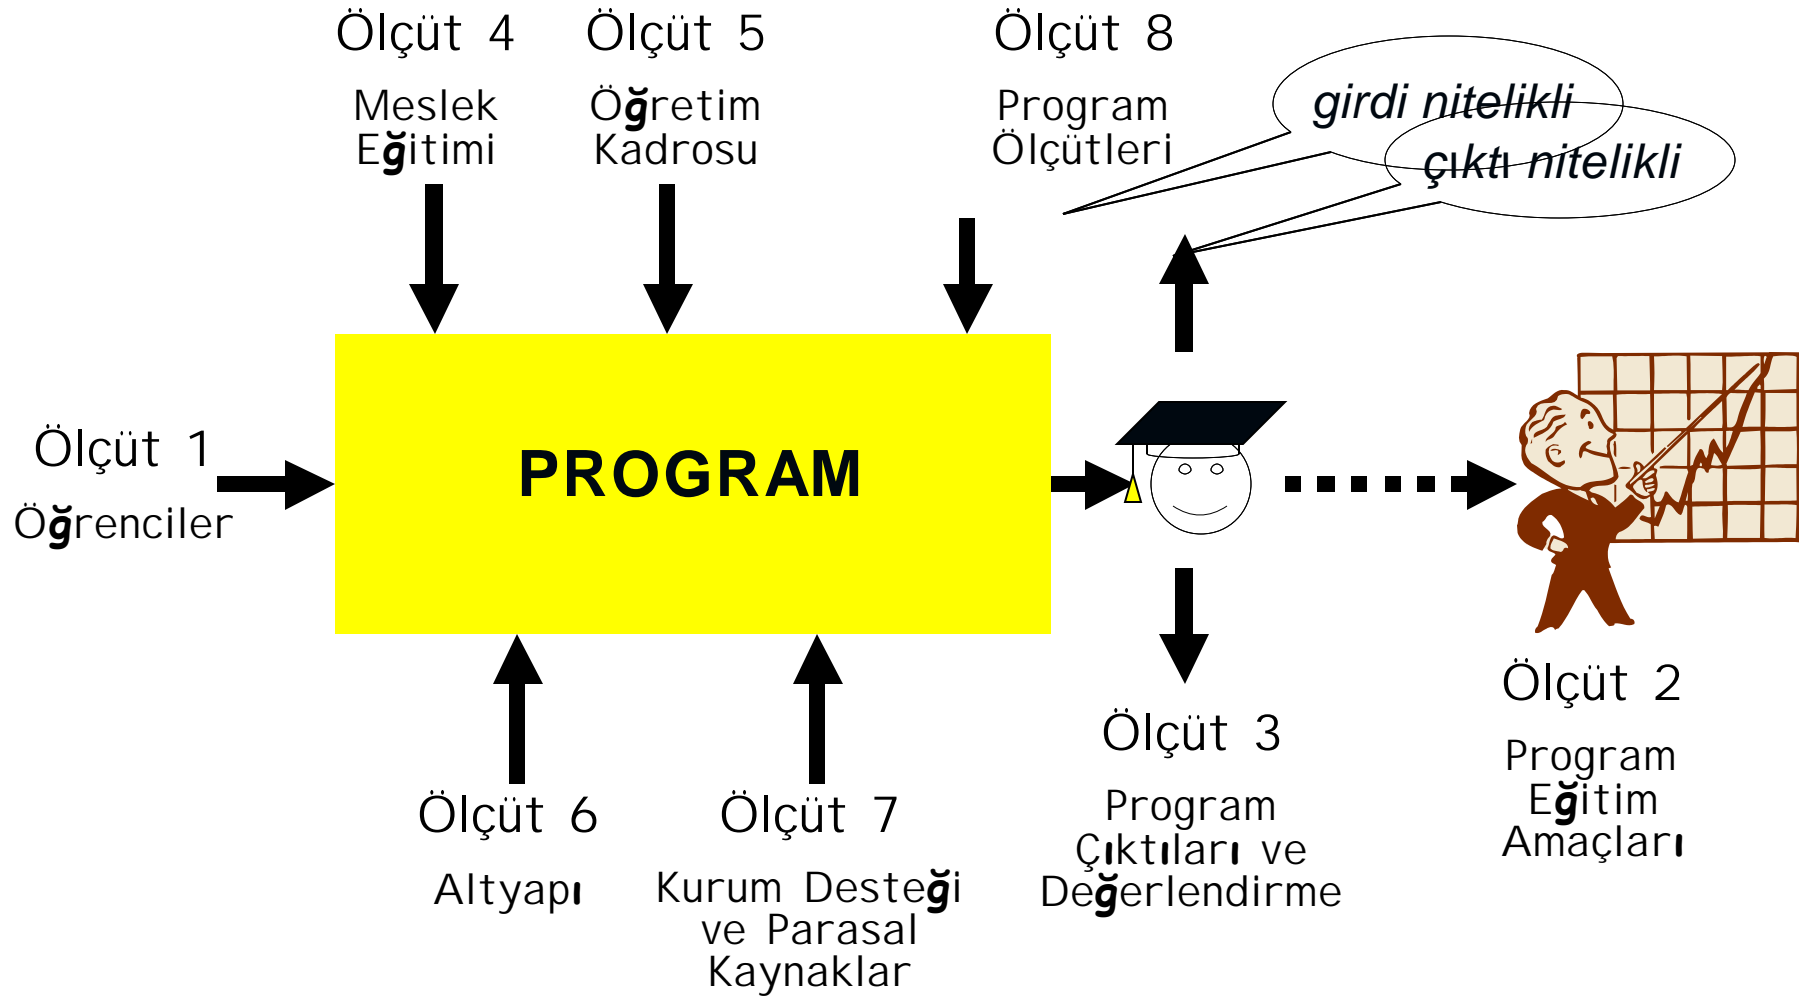 Ölçüt 4
Meslek
Eğitimi
Ölçüt 5
Öğretim
Kadrosu
Ölçüt 8
Program
Ölçütleri
girdi nitelikli
çıktı nitelikli
Ölçüt 1
Öğrenciler
PROGRAM
Ölçüt 6
Altyapı
Ölçüt 7
Kurum Desteği
ve Parasal
Kaynaklar
Ölçüt 3
Program
Çıktıları ve
Değerlendirme
Ölçüt 2
Program
Eğitim
Amaçları